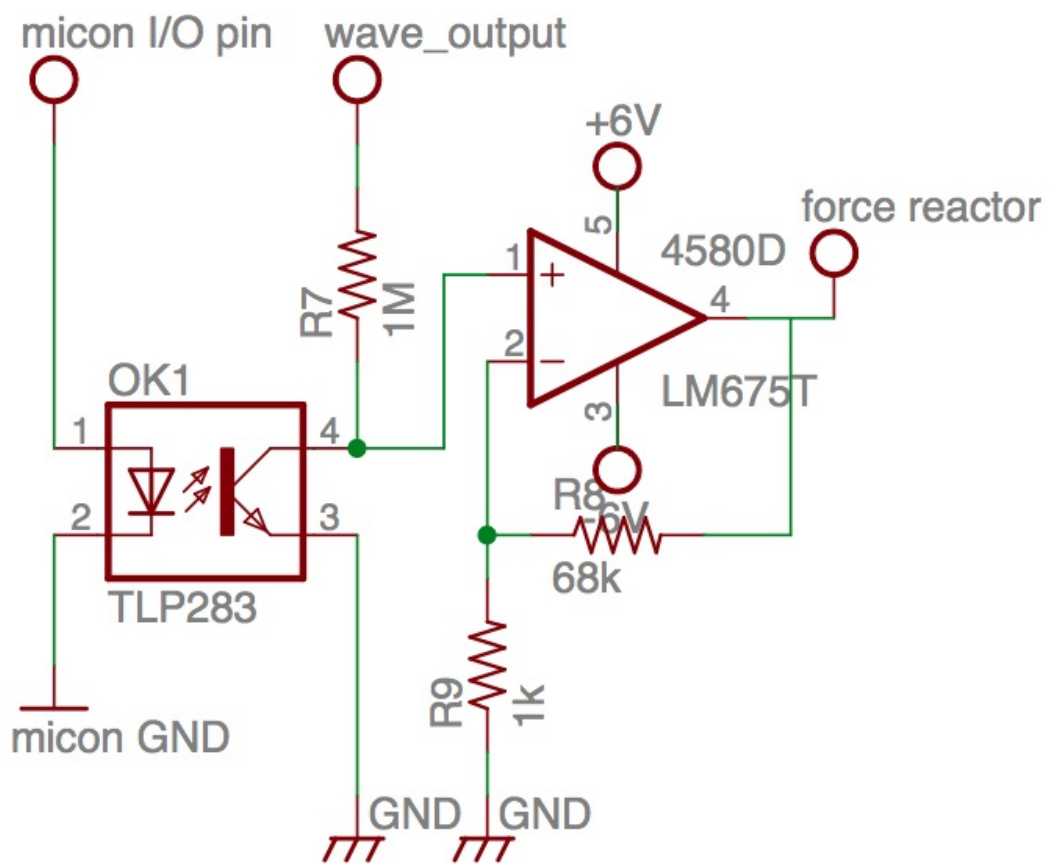 micon I/O pin
wave_output
+6V
force reactor
5
4580D
1
4
R7
1M
2
LM675T
3
OK1
1
4
R8
-6V
2
3
68k
TLP283
R9
1k
micon GND
GND
GND